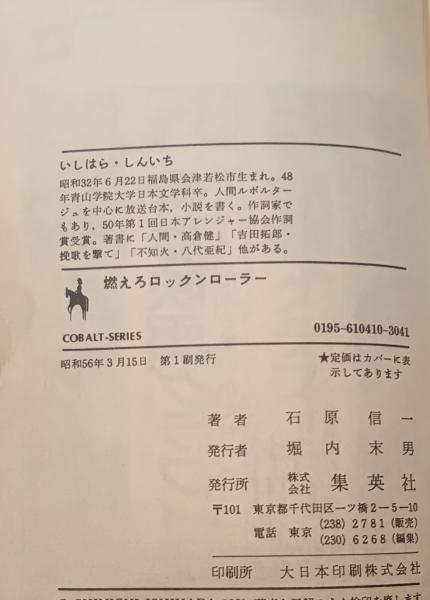 いしはら・しんいち
昭和32年6月22日福島県会津若松市生まれ。48
年青山学院大学日本文学科卒。人間ルポルター
ジュを中心に放送台本，小説を書く。作詞家で
もあり，50年第1回日本アレンジャー協会作詞
賞受賞。著書に「人間・高倉健」「吉田拓郎・
挽歌を撃て」「不知火・八代亜紀」他がある。
燃えろロックンローラー
COBALT-SERIES
0195-610410-3041
昭和56年3月15日 第1刷発行
★定価はカバーに表
示してあります
著者 石原信一
発行者 堀内末男
発行所 株式会社 集英社
〒101 東京都千代田区一ツ橋2-5-10
電話 東京 (238) 2781 (販売)
(230) 6268 (編集)
印刷所 大日本印刷株式会社